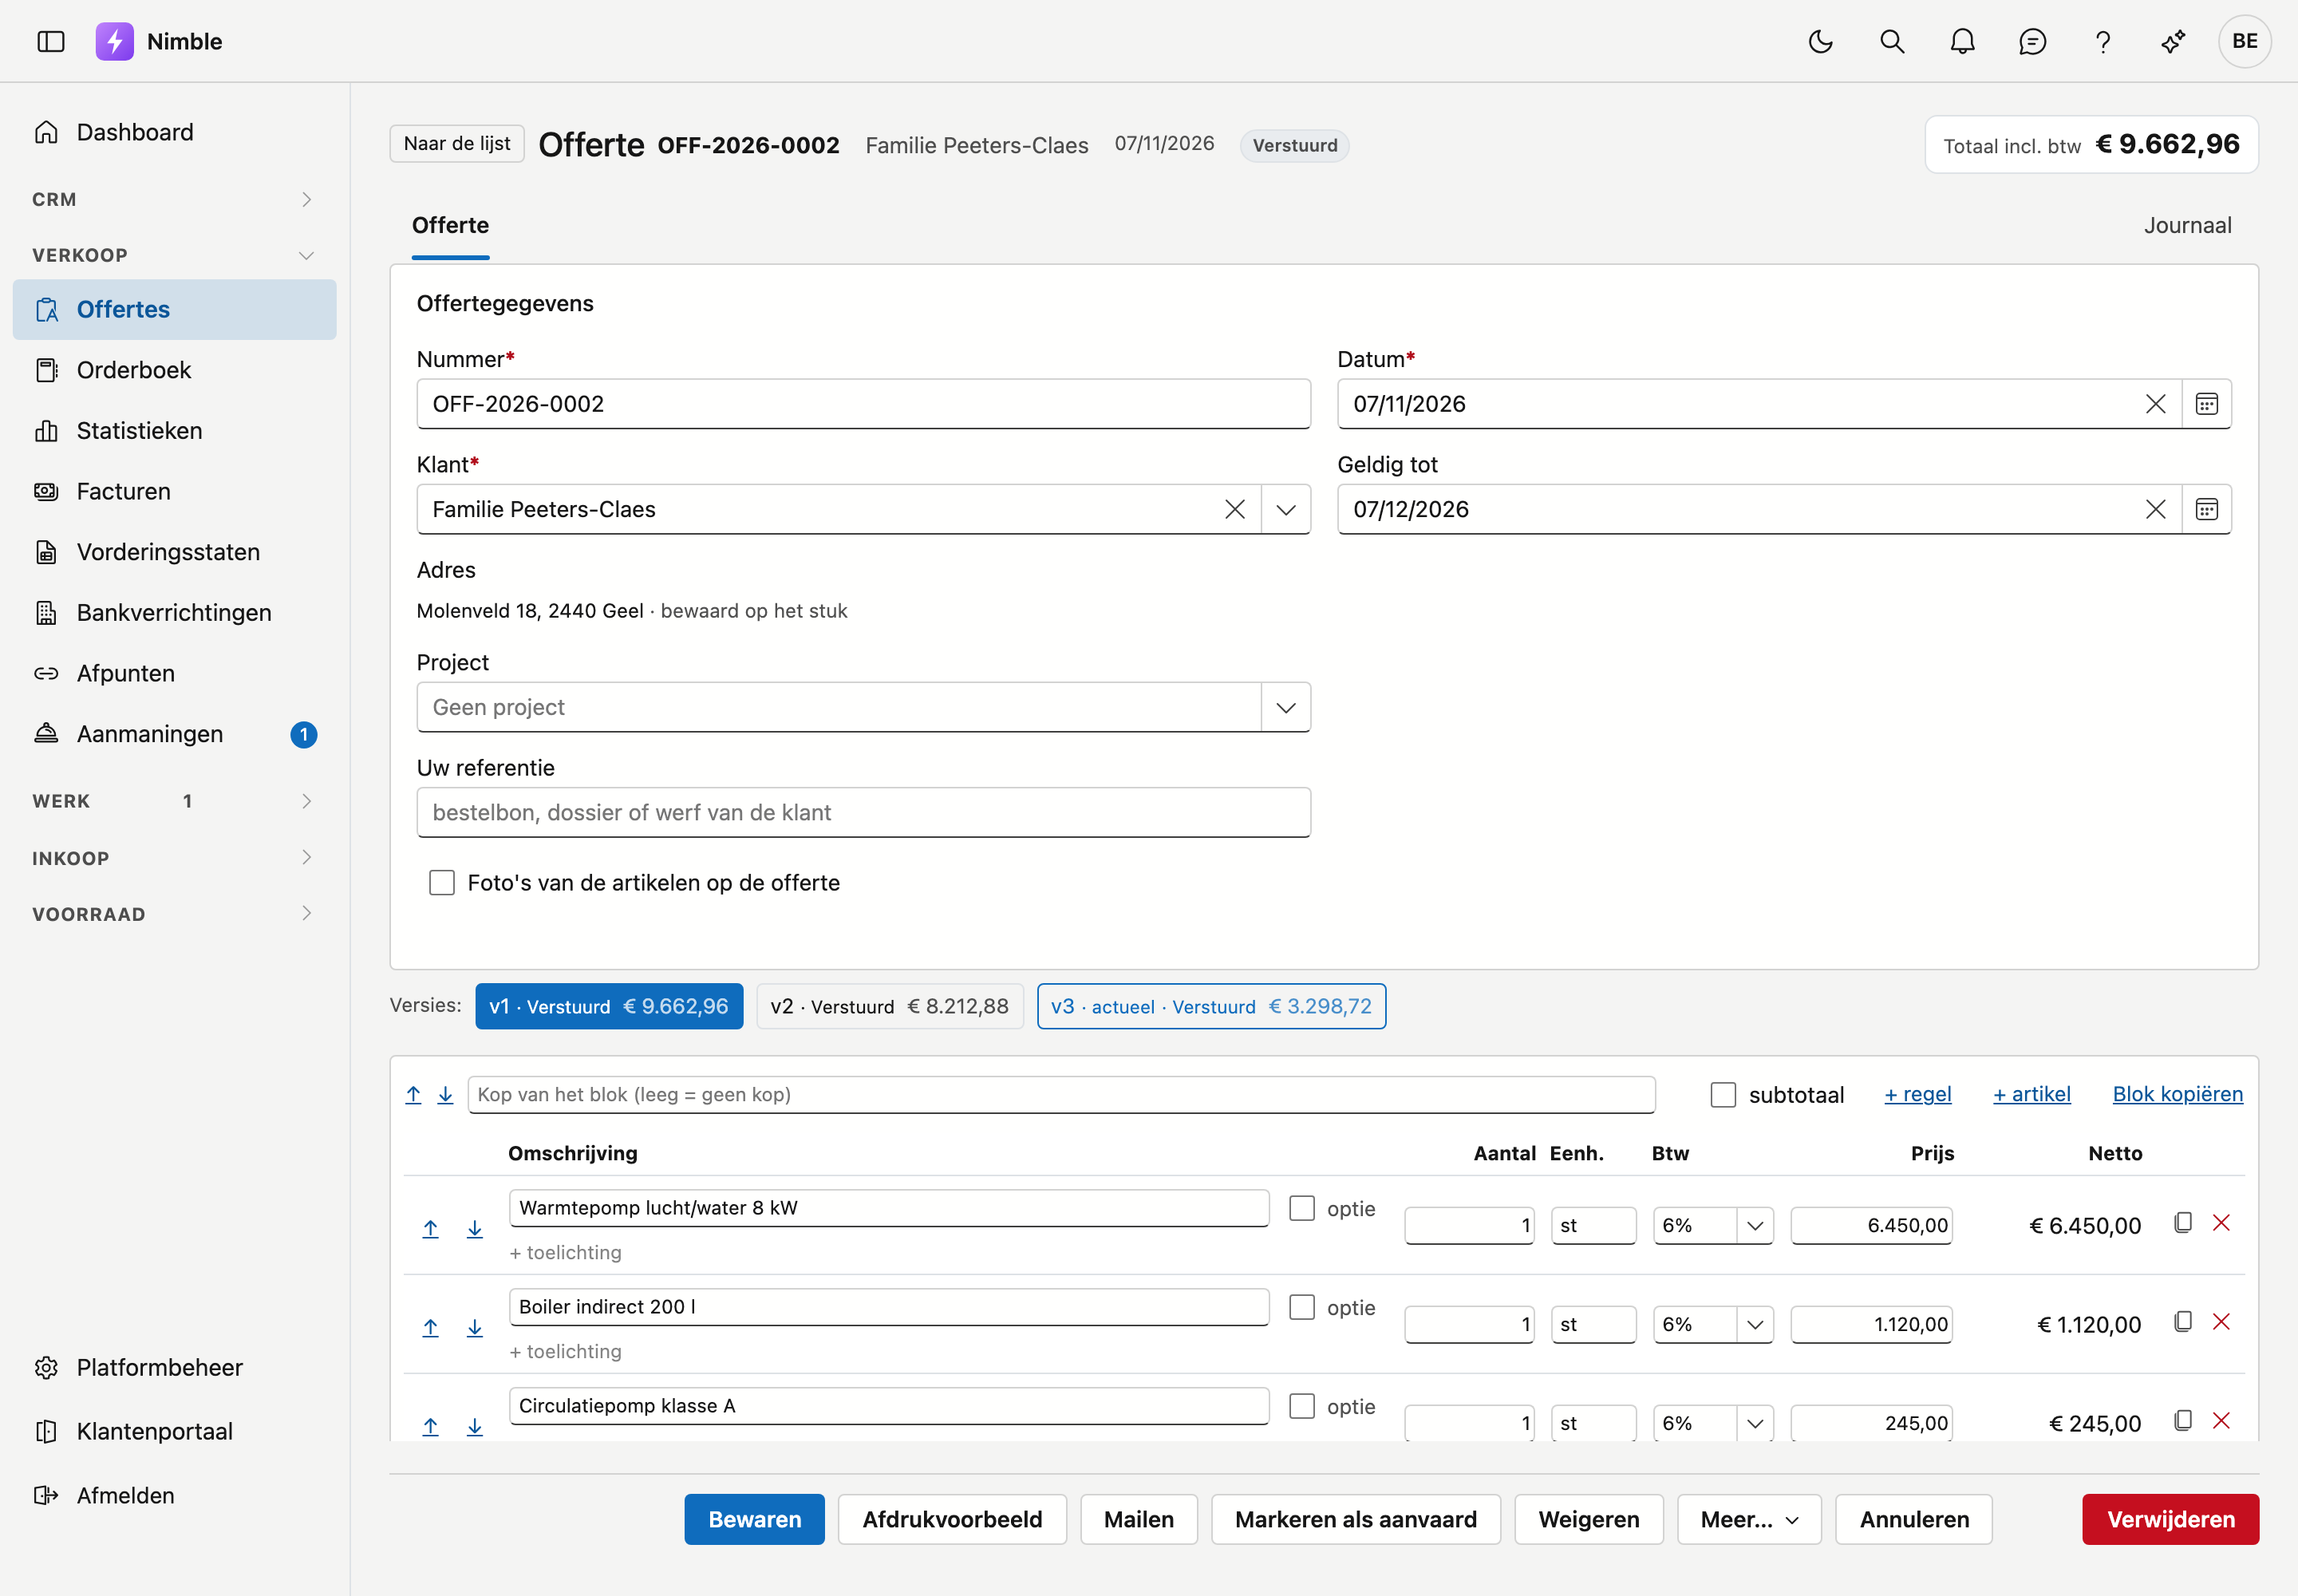 Nimble
BE
Dashboard
CRM
VERKOOP
Offertes
Orderboek
Statistieken
Facturen
Vorderingsstaten
Bankverrichtingen
Afpunten
Aanmaningen 1
WERK 1
INKOOP
VOORRAAD
Platformbeheer
Klantenportaal
Afmelden
Naar de lijst Offerte OFF-2026-0002 Familie Peeters-Claes 07/11/2026 Verstuurd Totaal incl. btw € 9.662,96
Offerte Journaal
Offertegegevens
Nummer* Datum*
OFF-2026-0002 07/11/2026
Klant* Geldig tot
Familie Peeters-Claes 07/12/2026
Adres
Molenveld 18, 2440 Geel · bewaard op het stuk
Project
Geen project
Uw referentie
bestelbon, dossier of werf van de klant
Foto's van de artikelen op de offerte
Versies: v1 · Verstuurd € 9.662,96 v2 · Verstuurd € 8.212,88 v3 · actueel · Verstuurd € 3.298,72
Kop van het blok (leeg = geen kop) subtotaal + regel + artikel Blok kopiëren
Omschrijving Aantal Eenh. Btw Prijs Netto
Warmtepomp lucht/water 8 kW optie 1 st 6% 6.450,00 € 6.450,00
+ toelichting
Boiler indirect 200 l optie 1 st 6% 1.120,00 € 1.120,00
+ toelichting
Circulatiepomp klasse A optie 1 st 6% 245,00 € 245,00
Bewaren Afdrukvoorbeeld Mailen Markeren als aanvaard Weigeren Meer... Annuleren Verwijderen